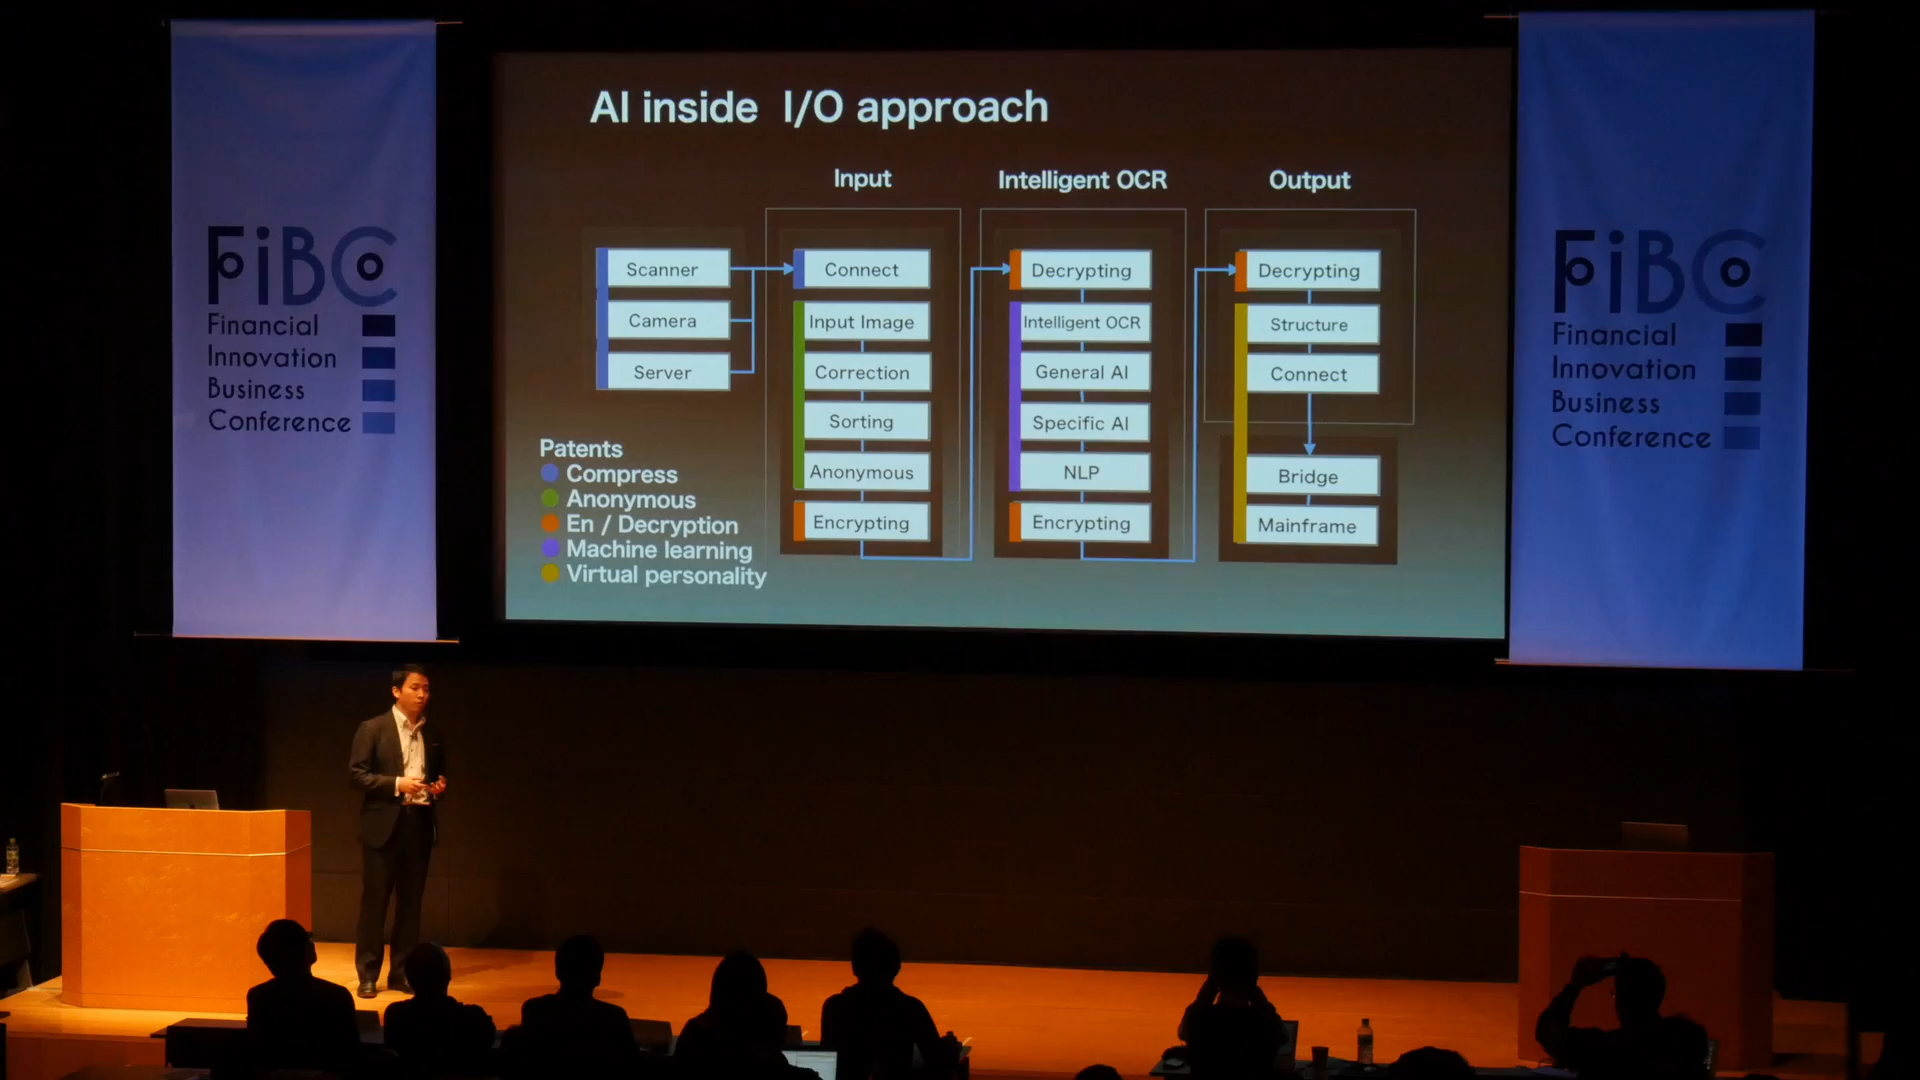 FiBC
Financial
Innovation
Business
Conference
AI inside I/O approach
Input
Intelligent OCR
Output
Scanner
Camera
Server
Connect
Input Image
Correction
Sorting
Anonymous
Encrypting
Decrypting
Intelligent OCR
General AI
Specific AI
NLP
Encrypting
Decrypting
Structure
Connect
Bridge
Mainframe
Patents
Compress
Anonymous
En / Decryption
Machine learning
Virtual personality
FiBC
Financial
Innovation
Business
Conference